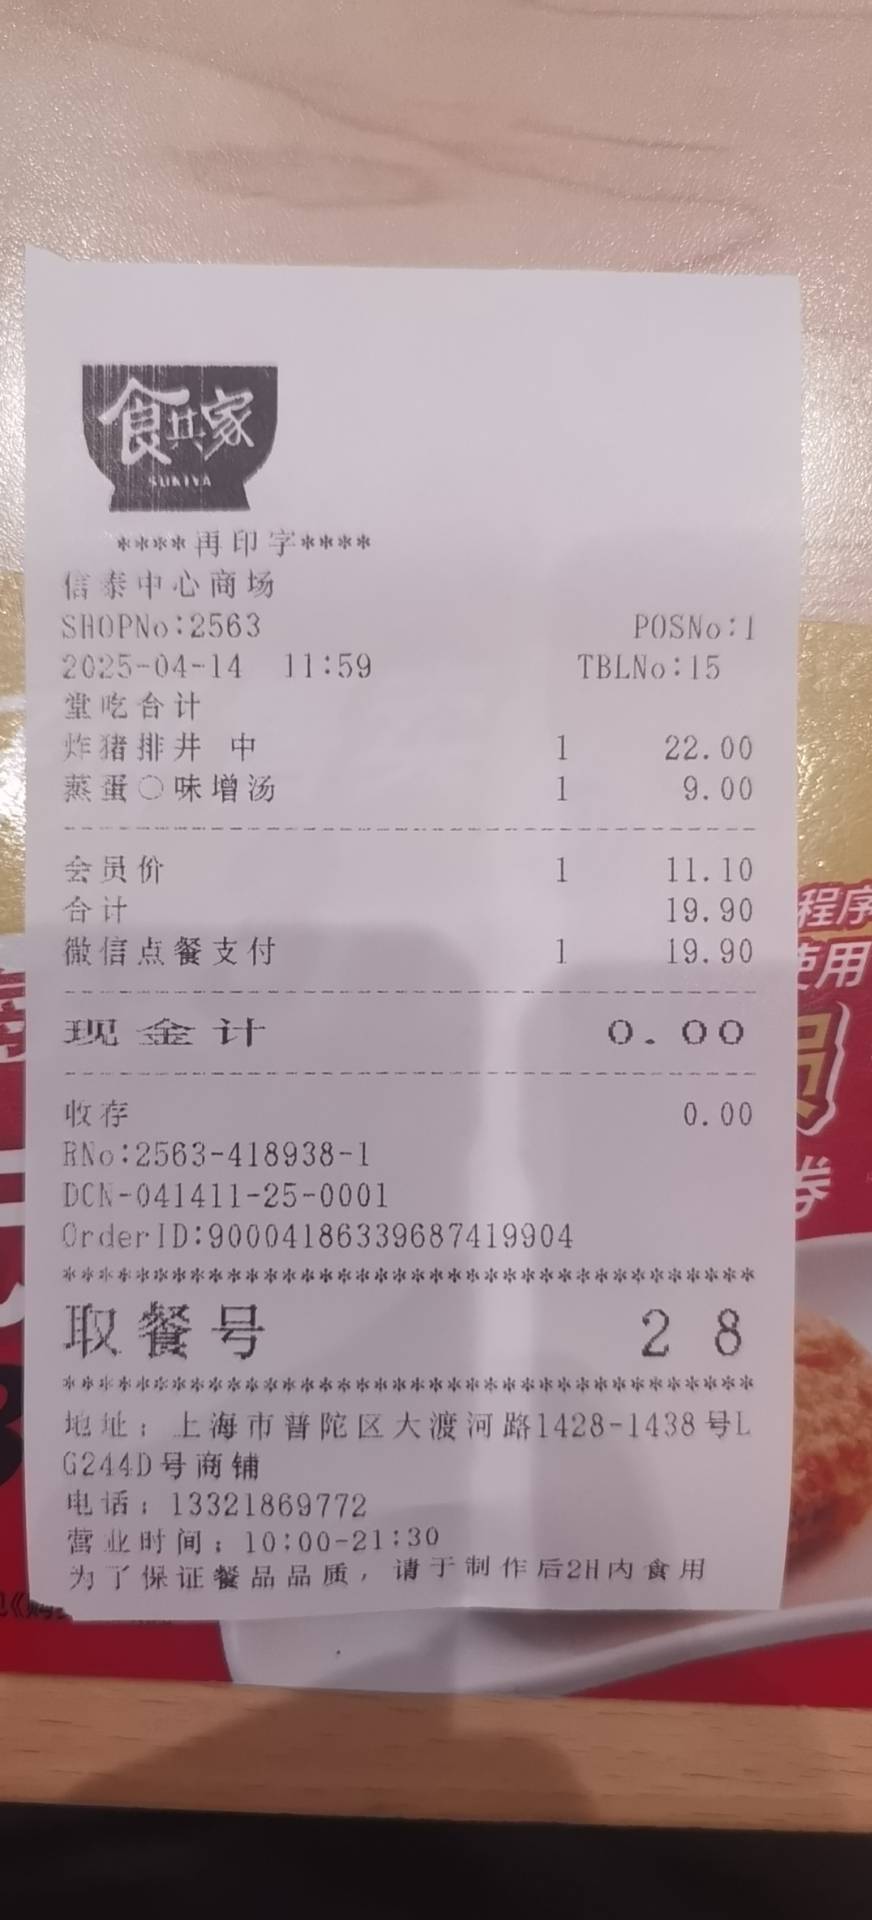 食其家
SUKIYA
****再印字****
信泰中心商场
SHOPNo:2563 POSNo:1
2025-04-14 11:59 TBLNo:15
堂吃合计
炸猪排丼 中 1 22.00
蒸蛋〇味增汤 1 9.00
会员价 1 11.10
合计 19.90
微信点餐支付 1 19.90
现金计 0.00
收存 0.00
RNo:2563-418938-1
DCN-041411-25-0001
OrderID:900041863396874​19904
**************************************
取餐号 28
**************************************
地址：上海市普陀区大渡河路1428-1438号L
G244D号商铺
电话：13321869772
营业时间：10:00-21:30
为了保证餐品品质，请于制作后2H内食用
程序
使用
员
券